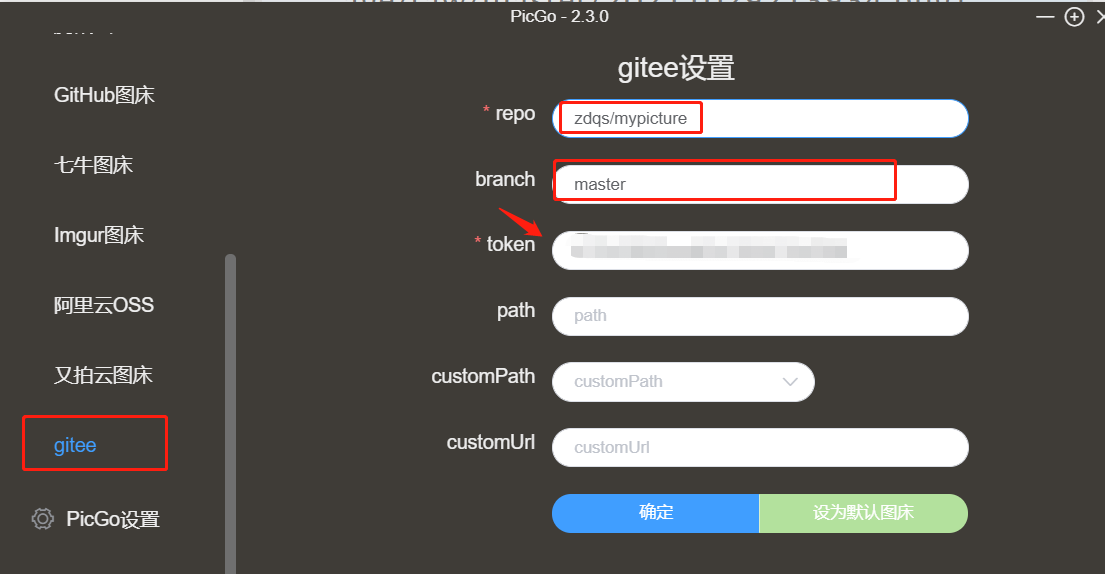 PicGo - 2.3.0
gitee设置
GitHub图床
七牛图床
Imgur图床
阿里云OSS
又拍云图床
gitee
PicGo设置
* repo
zdqs/mypicture
branch
master
* token
path
path
customPath
customPath
customUrl
customUrl
确定
设为默认图床